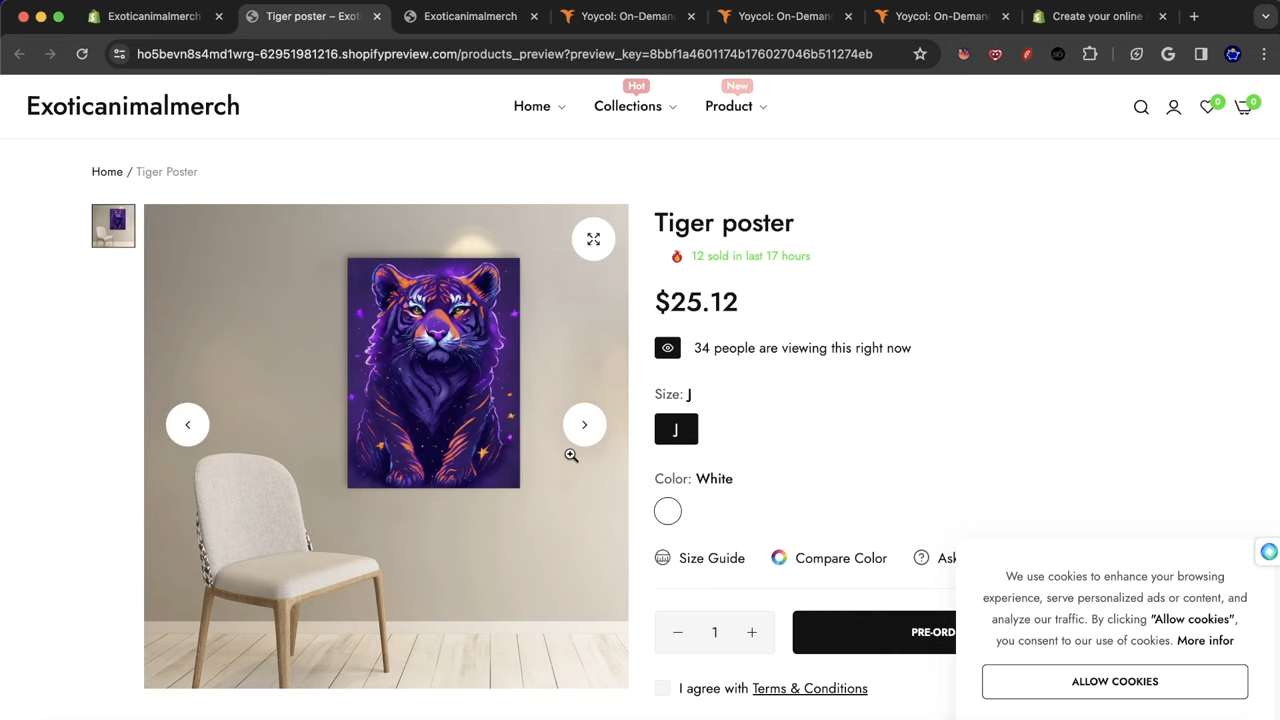 Exoticanimalmerch
Tiger poster – Exot
Exoticanimalmerch
Yoycol: On-Deman
Yoycol: On-Deman
Yoycol: On-Deman
Create your online
ho5bevn8s4md1wrg-62951981216.shopifypreview.com/products_preview?preview_key=8bbf1a4601174b176027046b511274eb
Hot
New
Exoticanimalmerch
Home
Collections
Product
0
0
Home / Tiger Poster
Tiger poster
12 sold in last 17 hours
$25.12
34 people are viewing this right now
Size: J
J
Color: White
Size Guide
Compare Color
Ask
We use cookies to enhance your browsing
experience, serve personalized ads or content, and
analyze our traffic. By clicking "Allow cookies",
you consent to our use of cookies. More infor
1
PRE-ORD
ALLOW COOKIES
I agree with Terms & Conditions